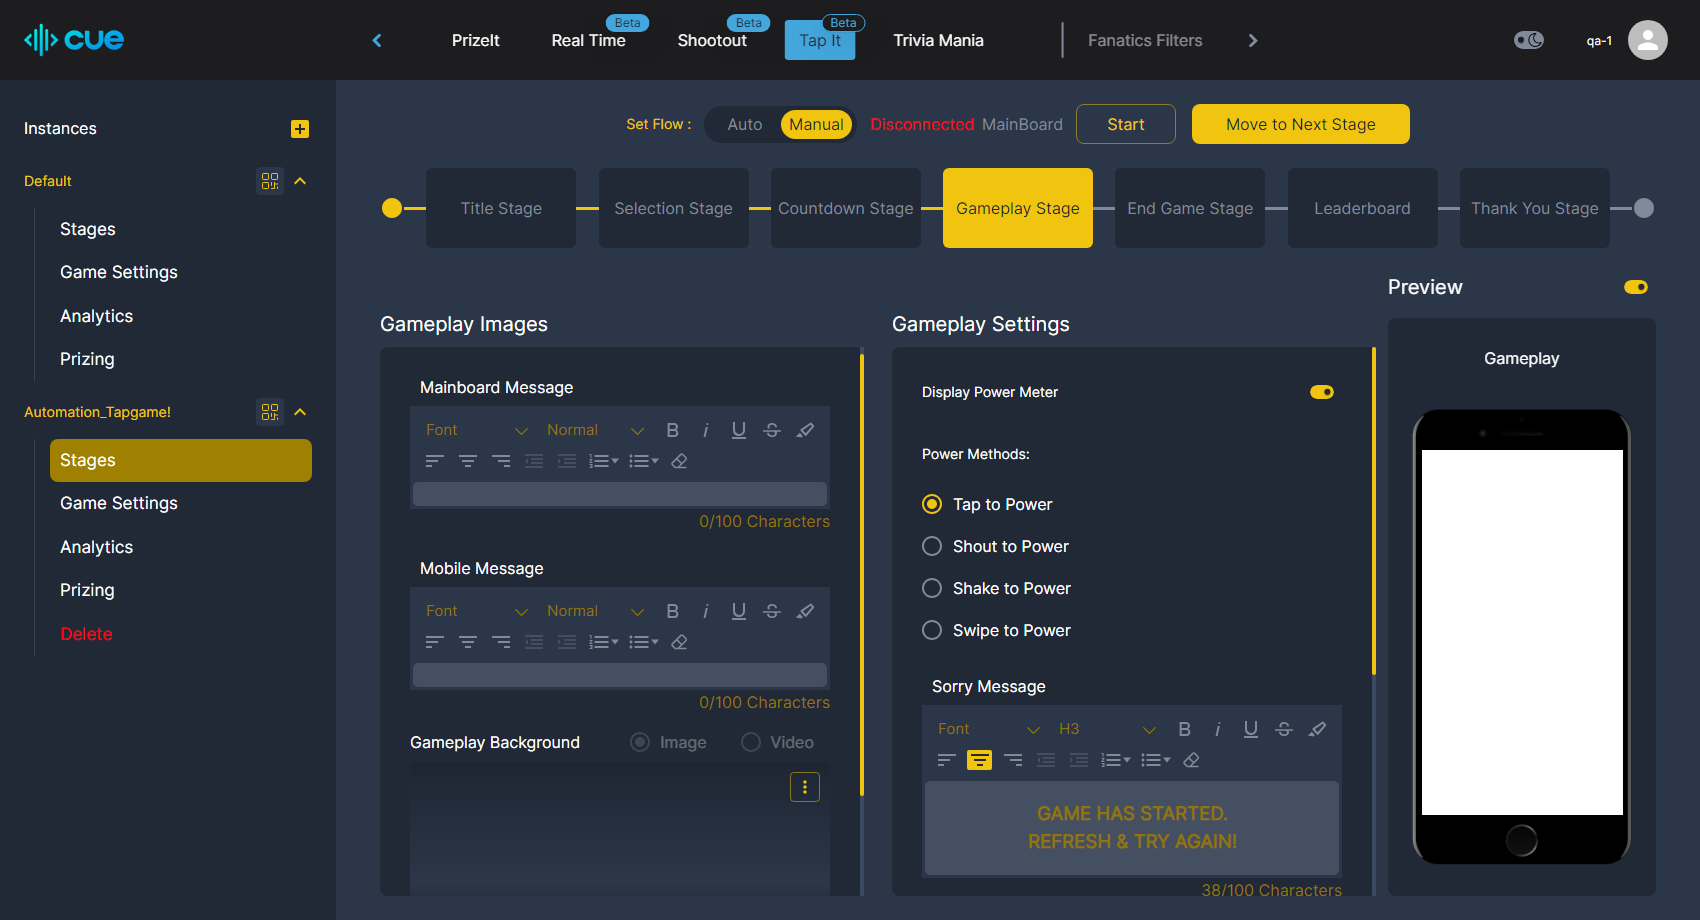 cue
PrizeIt
Real Time
Beta
Shootout
Beta
Tap It
Beta
Trivia Mania
Fanatics Filters
qa-1
Instances
Default
Stages
Game Settings
Analytics
Prizing
Automation_Tapgame!
Stages
Game Settings
Analytics
Prizing
Delete
Set Flow :
Auto
Manual
Disconnected MainBoard
Start
Move to Next Stage
Title Stage
Selection Stage
Countdown Stage
Gameplay Stage
End Game Stage
Leaderboard
Thank You Stage
Gameplay Images
Mainboard Message
Font
Normal
0/100 Characters
Mobile Message
Font
Normal
0/100 Characters
Gameplay Background
Image
Video
Gameplay Settings
Display Power Meter
Power Methods:
Tap to Power
Shout to Power
Shake to Power
Swipe to Power
Sorry Message
Font
H3
GAME HAS STARTED.
REFRESH & TRY AGAIN!
38/100 Characters
Preview
Gameplay